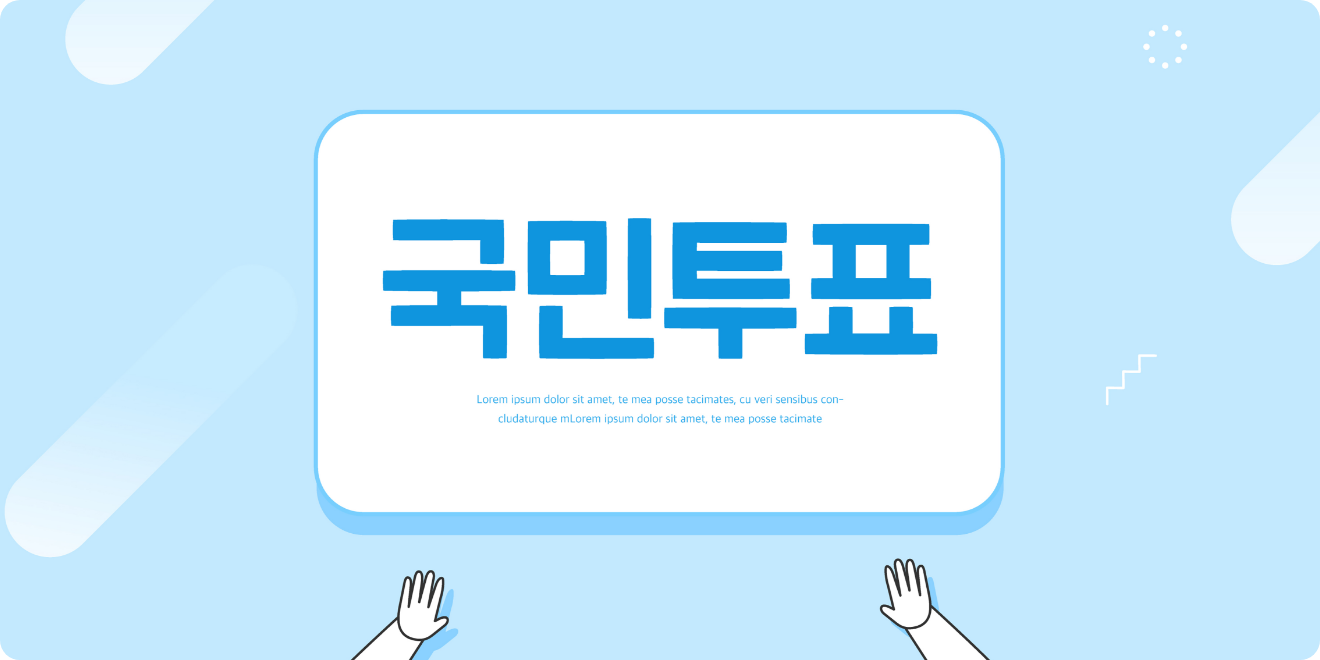 국민투표
Lorem ipsum dolor sit amet, te mea posse tacimates, cu veri sensibus con-
cludaturque mLorem ipsum dolor sit amet, te mea posse tacimate